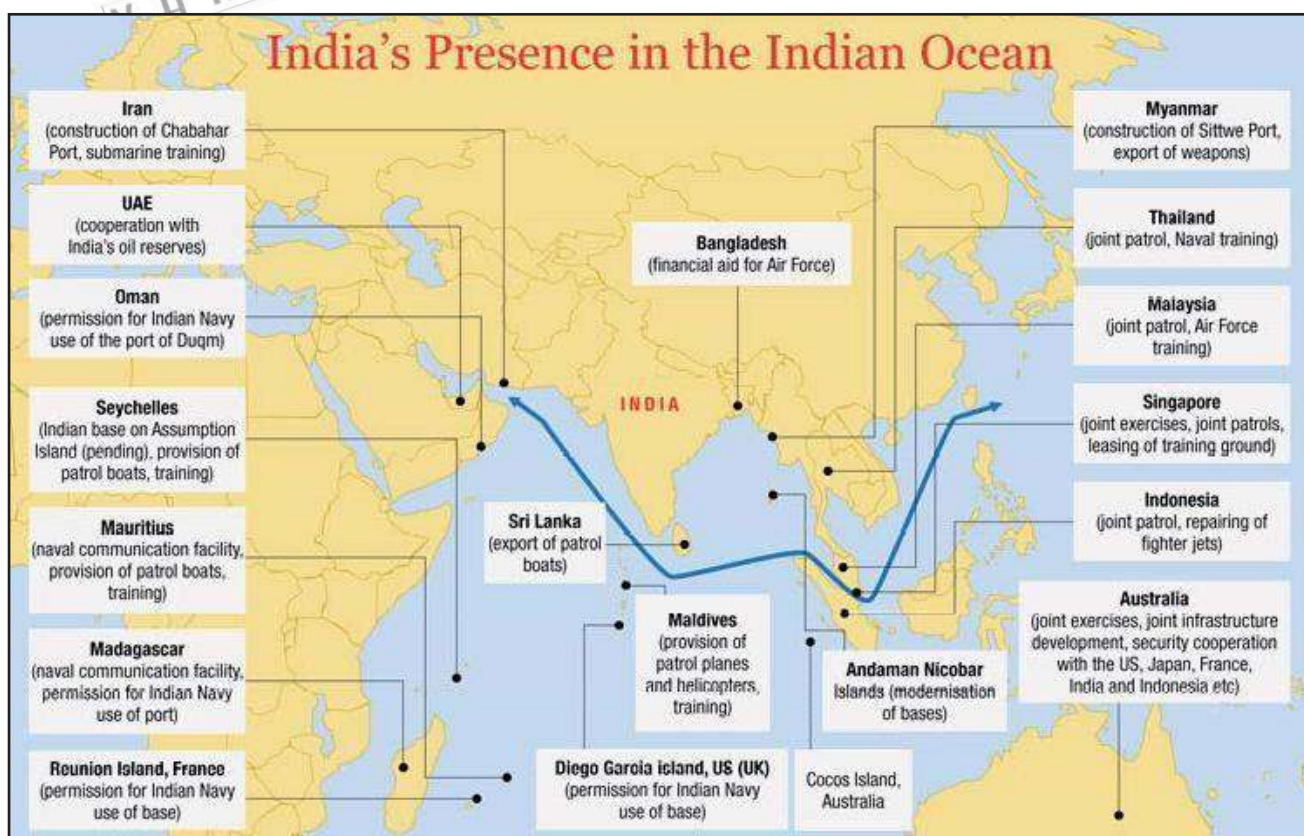 India's Presence in the Indian Ocean
Iran
(construction of Chabahar
Port, submarine training)
UAE
(cooperation with
India's oil reserves)
Oman
(permission for Indian Navy
use of the port of Duqm)
Seychelles
(Indian base on Assumption
Island (pending), provision of
patrol boats, training)
Mauritius
(naval communication facility,
provision of patrol boats,
training)
Madagascar
(naval communication facility,
permission for Indian Navy
use of port)
Reunion Island, France
(permission for Indian Navy
use of base)
Bangladesh
(financial aid for Air Force)
INDIA
Sri Lanka
(export of patrol
boats)
Maldives
(provision of
patrol planes
and helicopters,
training)
Diego Garcia island, US (UK)
(permission for Indian Navy
use of base)
Andaman Nicobar
Islands (modernisation
of bases)
Cocos Island,
Australia
Myanmar
(construction of Sittwe Port,
export of weapons)
Thailand
(joint patrol, Naval training)
Malaysia
(joint patrol, Air Force
training)
Singapore
(joint exercises, joint patrols,
leasing of training ground)
Indonesia
(joint patrol, repairing of
fighter jets)
Australia
(joint exercises, joint infrastructure
development, security cooperation
with the US, Japan, France,
India and Indonesia etc)